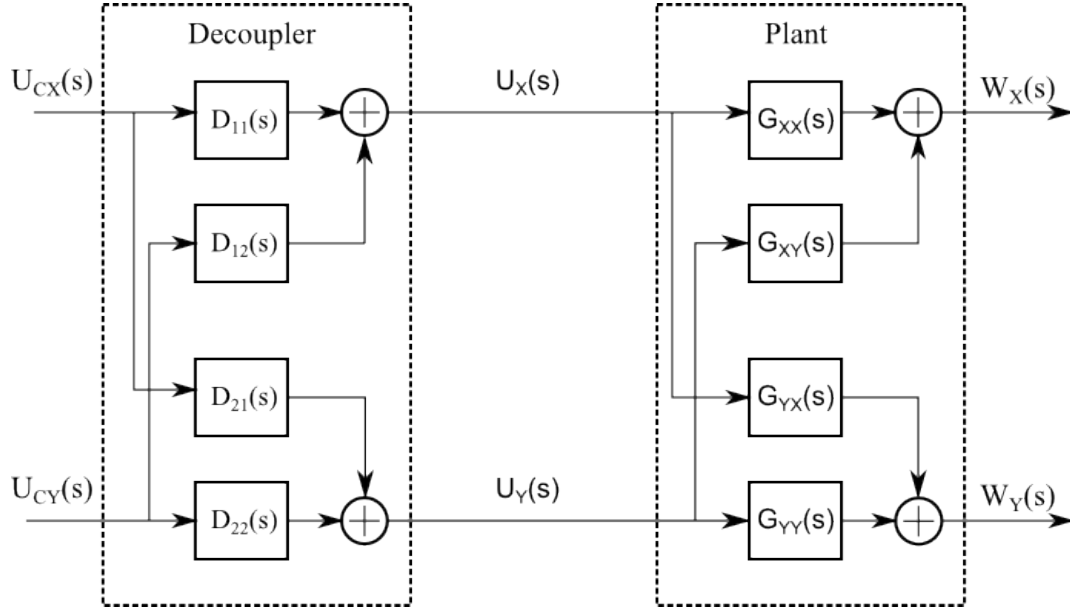 Decoupler
Plant
U_CX(s)
D_11(s)
U_X(s)
G_XX(s)
W_X(s)
D_12(s)
G_XY(s)
D_21(s)
G_YX(s)
U_CY(s)
D_22(s)
U_Y(s)
G_YY(s)
W_Y(s)